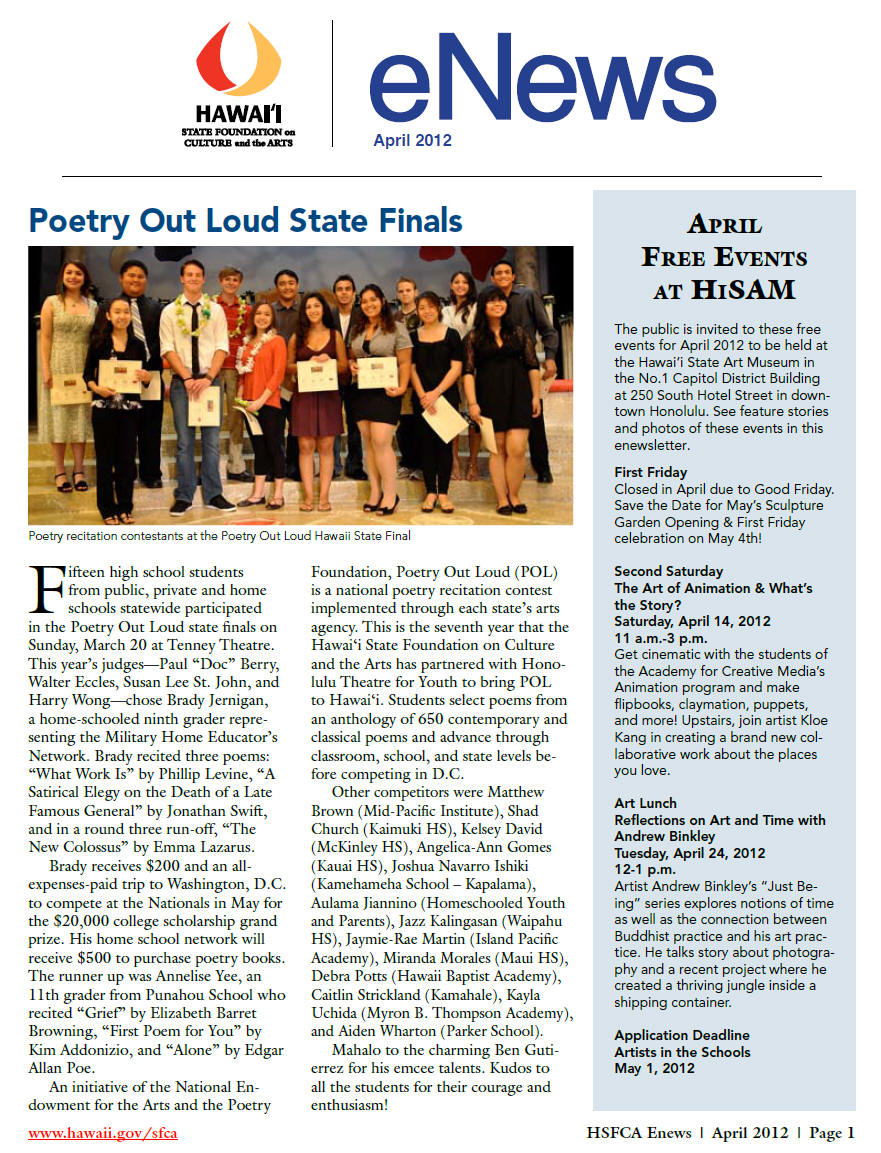 HAWAIʻI
STATE FOUNDATION on
CULTURE and the ARTS
eNews
April 2012
Poetry Out Loud State Finals
Poetry recitation contestants at the Poetry Out Loud Hawaii State Final
Fifteen high school students
from public, private and home
schools statewide participated
in the Poetry Out Loud state finals on
Sunday, March 20 at Tenney Theatre.
This year’s judges—Paul “Doc” Berry,
Walter Eccles, Susan Lee St. John, and
Harry Wong—chose Brady Jernigan,
a home-schooled ninth grader repre-
senting the Military Home Educator’s
Network. Brady recited three poems:
“What Work Is” by Phillip Levine, “A
Satirical Elegy on the Death of a Late
Famous General” by Jonathan Swift,
and in a round three run-off, “The
New Colossus” by Emma Lazarus.
Brady receives $200 and an all-
expenses-paid trip to Washington, D.C.
to compete at the Nationals in May for
the $20,000 college scholarship grand
prize. His home school network will
receive $500 to purchase poetry books.
The runner up was Annelise Yee, an
11th grader from Punahou School who
recited “Grief” by Elizabeth Barret
Browning, “First Poem for You” by
Kim Addonizio, and “Alone” by Edgar
Allan Poe.
An initiative of the National En-
dowment for the Arts and the Poetry
Foundation, Poetry Out Loud (POL)
is a national poetry recitation contest
implemented through each state’s arts
agency. This is the seventh year that the
Hawai‘i State Foundation on Culture
and the Arts has partnered with Hono-
lulu Theatre for Youth to bring POL
to Hawai‘i. Students select poems from
an anthology of 650 contemporary and
classical poems and advance through
classroom, school, and state levels be-
fore competing in D.C.
Other competitors were Matthew
Brown (Mid-Pacific Institute), Shad
Church (Kaimuki HS), Kelsey David
(McKinley HS), Angelica-Ann Gomes
(Kauai HS), Joshua Navarro Ishiki
(Kamehameha School – Kapalama),
Aulama Jiannino (Homeschooled Youth
and Parents), Jazz Kalingasan (Waipahu
HS), Jaymie-Rae Martin (Island Pacific
Academy), Miranda Morales (Maui HS),
Debra Potts (Hawaii Baptist Academy),
Caitlin Strickland (Kamahale), Kayla
Uchida (Myron B. Thompson Academy),
and Aiden Wharton (Parker School).
Mahalo to the charming Ben Guti-
errez for his emcee talents. Kudos to
all the students for their courage and
enthusiasm!
APRIL
FREE EVENTS
AT HISAM
The public is invited to these free
events for April 2012 to be held at
the Hawai‘i State Art Museum in
the No.1 Capitol District Building
at 250 South Hotel Street in down-
town Honolulu. See feature stories
and photos of these events in this
enewsletter.
First Friday
Closed in April due to Good Friday.
Save the Date for May’s Sculpture
Garden Opening & First Friday
celebration on May 4th!
Second Saturday
The Art of Animation & What’s
the Story?
Saturday, April 14, 2012
11 a.m.-3 p.m.
Get cinematic with the students of
the Academy for Creative Media’s
Animation program and make
flipbooks, claymation, puppets,
and more! Upstairs, join artist Kloe
Kang in creating a brand new col-
laborative work about the places
you love.
Art Lunch
Reflections on Art and Time with
Andrew Binkley
Tuesday, April 24, 2012
12-1 p.m.
Artist Andrew Binkley’s “Just Be-
ing” series explores notions of time
as well as the connection between
Buddhist practice and his art prac-
tice. He talks story about photogra-
phy and a recent project where he
created a thriving jungle inside a
shipping container.
Application Deadline
Artists in the Schools
May 1, 2012
www.hawaii.gov/sfca
HSFCA Enews | April 2012 | Page 1